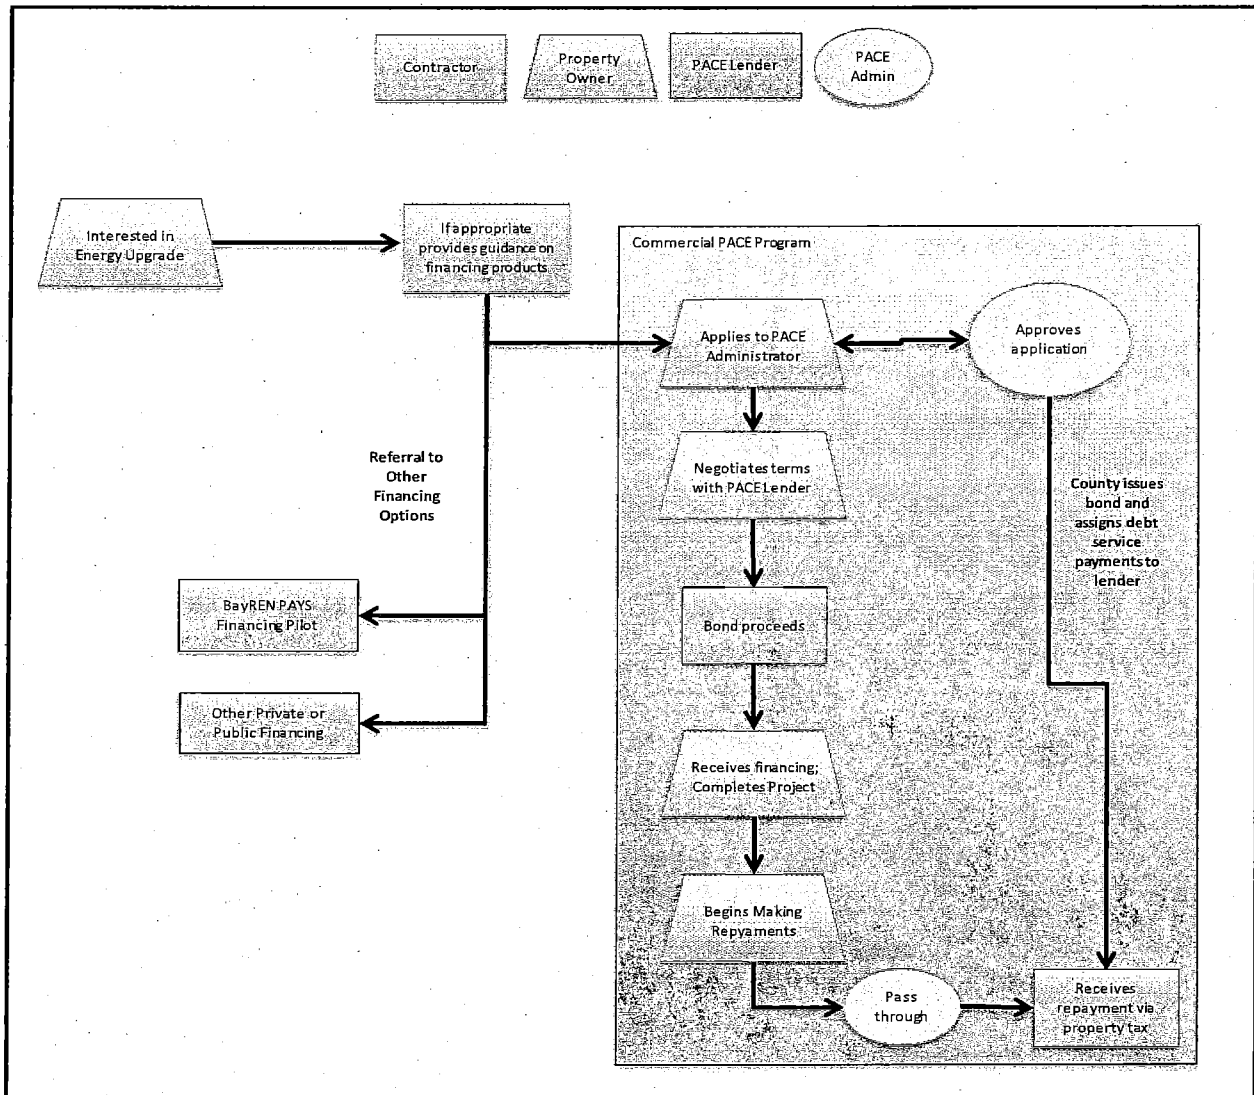 Contractor
Property
Owner
PACE Lender
PACE
Admin
Interested in
Energy Upgrade
If appropriate
provides guidance on
financing products
Commercial PACE Program
Applies to PACE
Administrator
Approves
application
Referral to
Other
Financing
Options
Negotiates terms
with PACE Lender
County issues
bond and
assigns debt
service
payments to
lender
BayREN PAYS
Financing Pilot
Bond proceeds
Other Private or
Public Financing
Receives financing;
Completes Project
Begins Making
Repyaments
Pass
through
Receives
repayment via
property tax